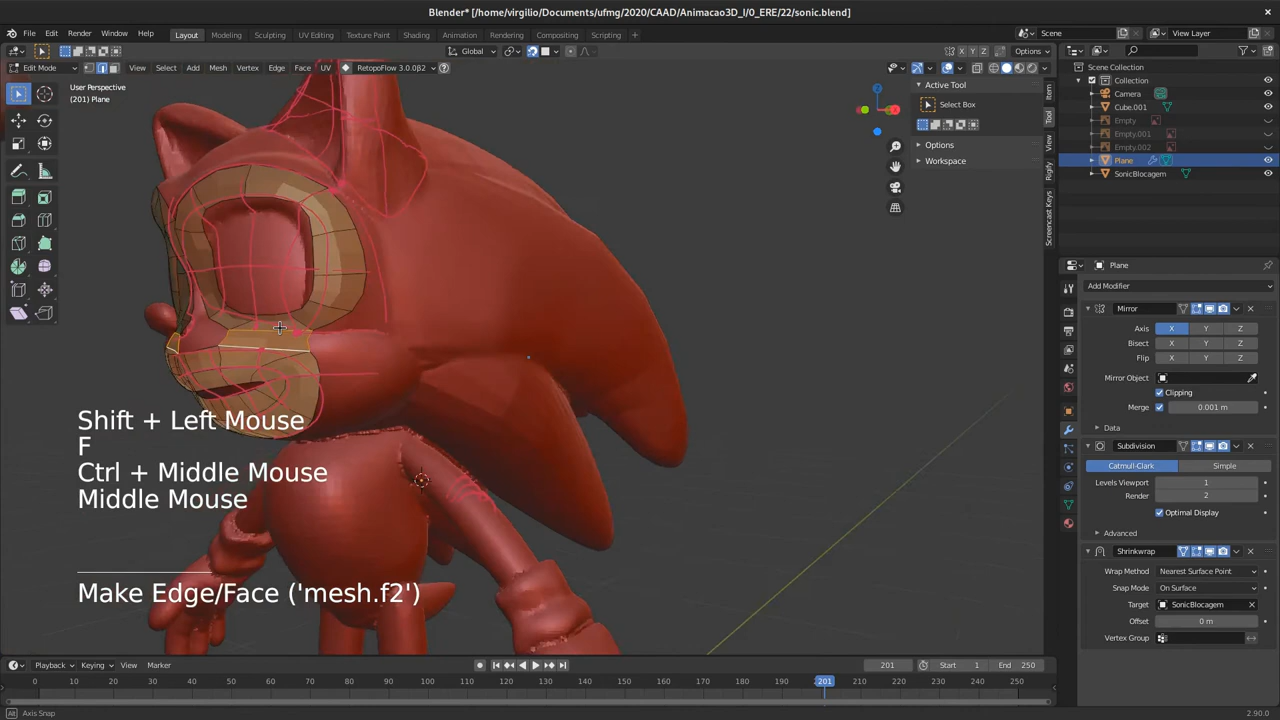 Blender* [/home/virgilio/Documents/ufmg/2020/CAAD/Animacao3D_I/0_ERE/22/sonic.blend]
File Edit Render Window Help Layout Modeling Sculpting UV Editing Texture Paint Shading Animation Rendering Compositing Scripting Scene View Layer
Global X Y Z Options
Edit Mode View Select Add Mesh Vertex Edge Face UV RetopoFlow 3.0.0β2
User Perspective
(201) Plane
Active Tool
Select Box
Options
Workspace
Item
Tool
View
Rigify
Screencast Keys
Shift + Left Mouse
F
Ctrl + Middle Mouse
Middle Mouse
Make Edge/Face ('mesh.f2')
Scene Collection
Collection
Camera
Cube.001
Empty
Empty.001
Empty.002
Plane
SonicBlocagem
Plane
Add Modifier
Mirror
Axis X Y Z
Bisect X Y Z
Flip X Y Z
Mirror Object
Clipping
Merge 0.001 m
Data
Subdivision
Catmull-Clark Simple
Levels Viewport 1
Render 2
Optimal Display
Advanced
Shrinkwrap
Wrap Method Nearest Surface Point
Snap Mode On Surface
Target SonicBlocagem
Offset 0 m
Vertex Group
Playback Keying View Marker 201 Start 1 End 250
0 10 20 30 40 50 60 70 80 90 100 110 120 130 140 150 160 170 180 190 201 210 220 230 240 250
Axis Snap 2.90.0